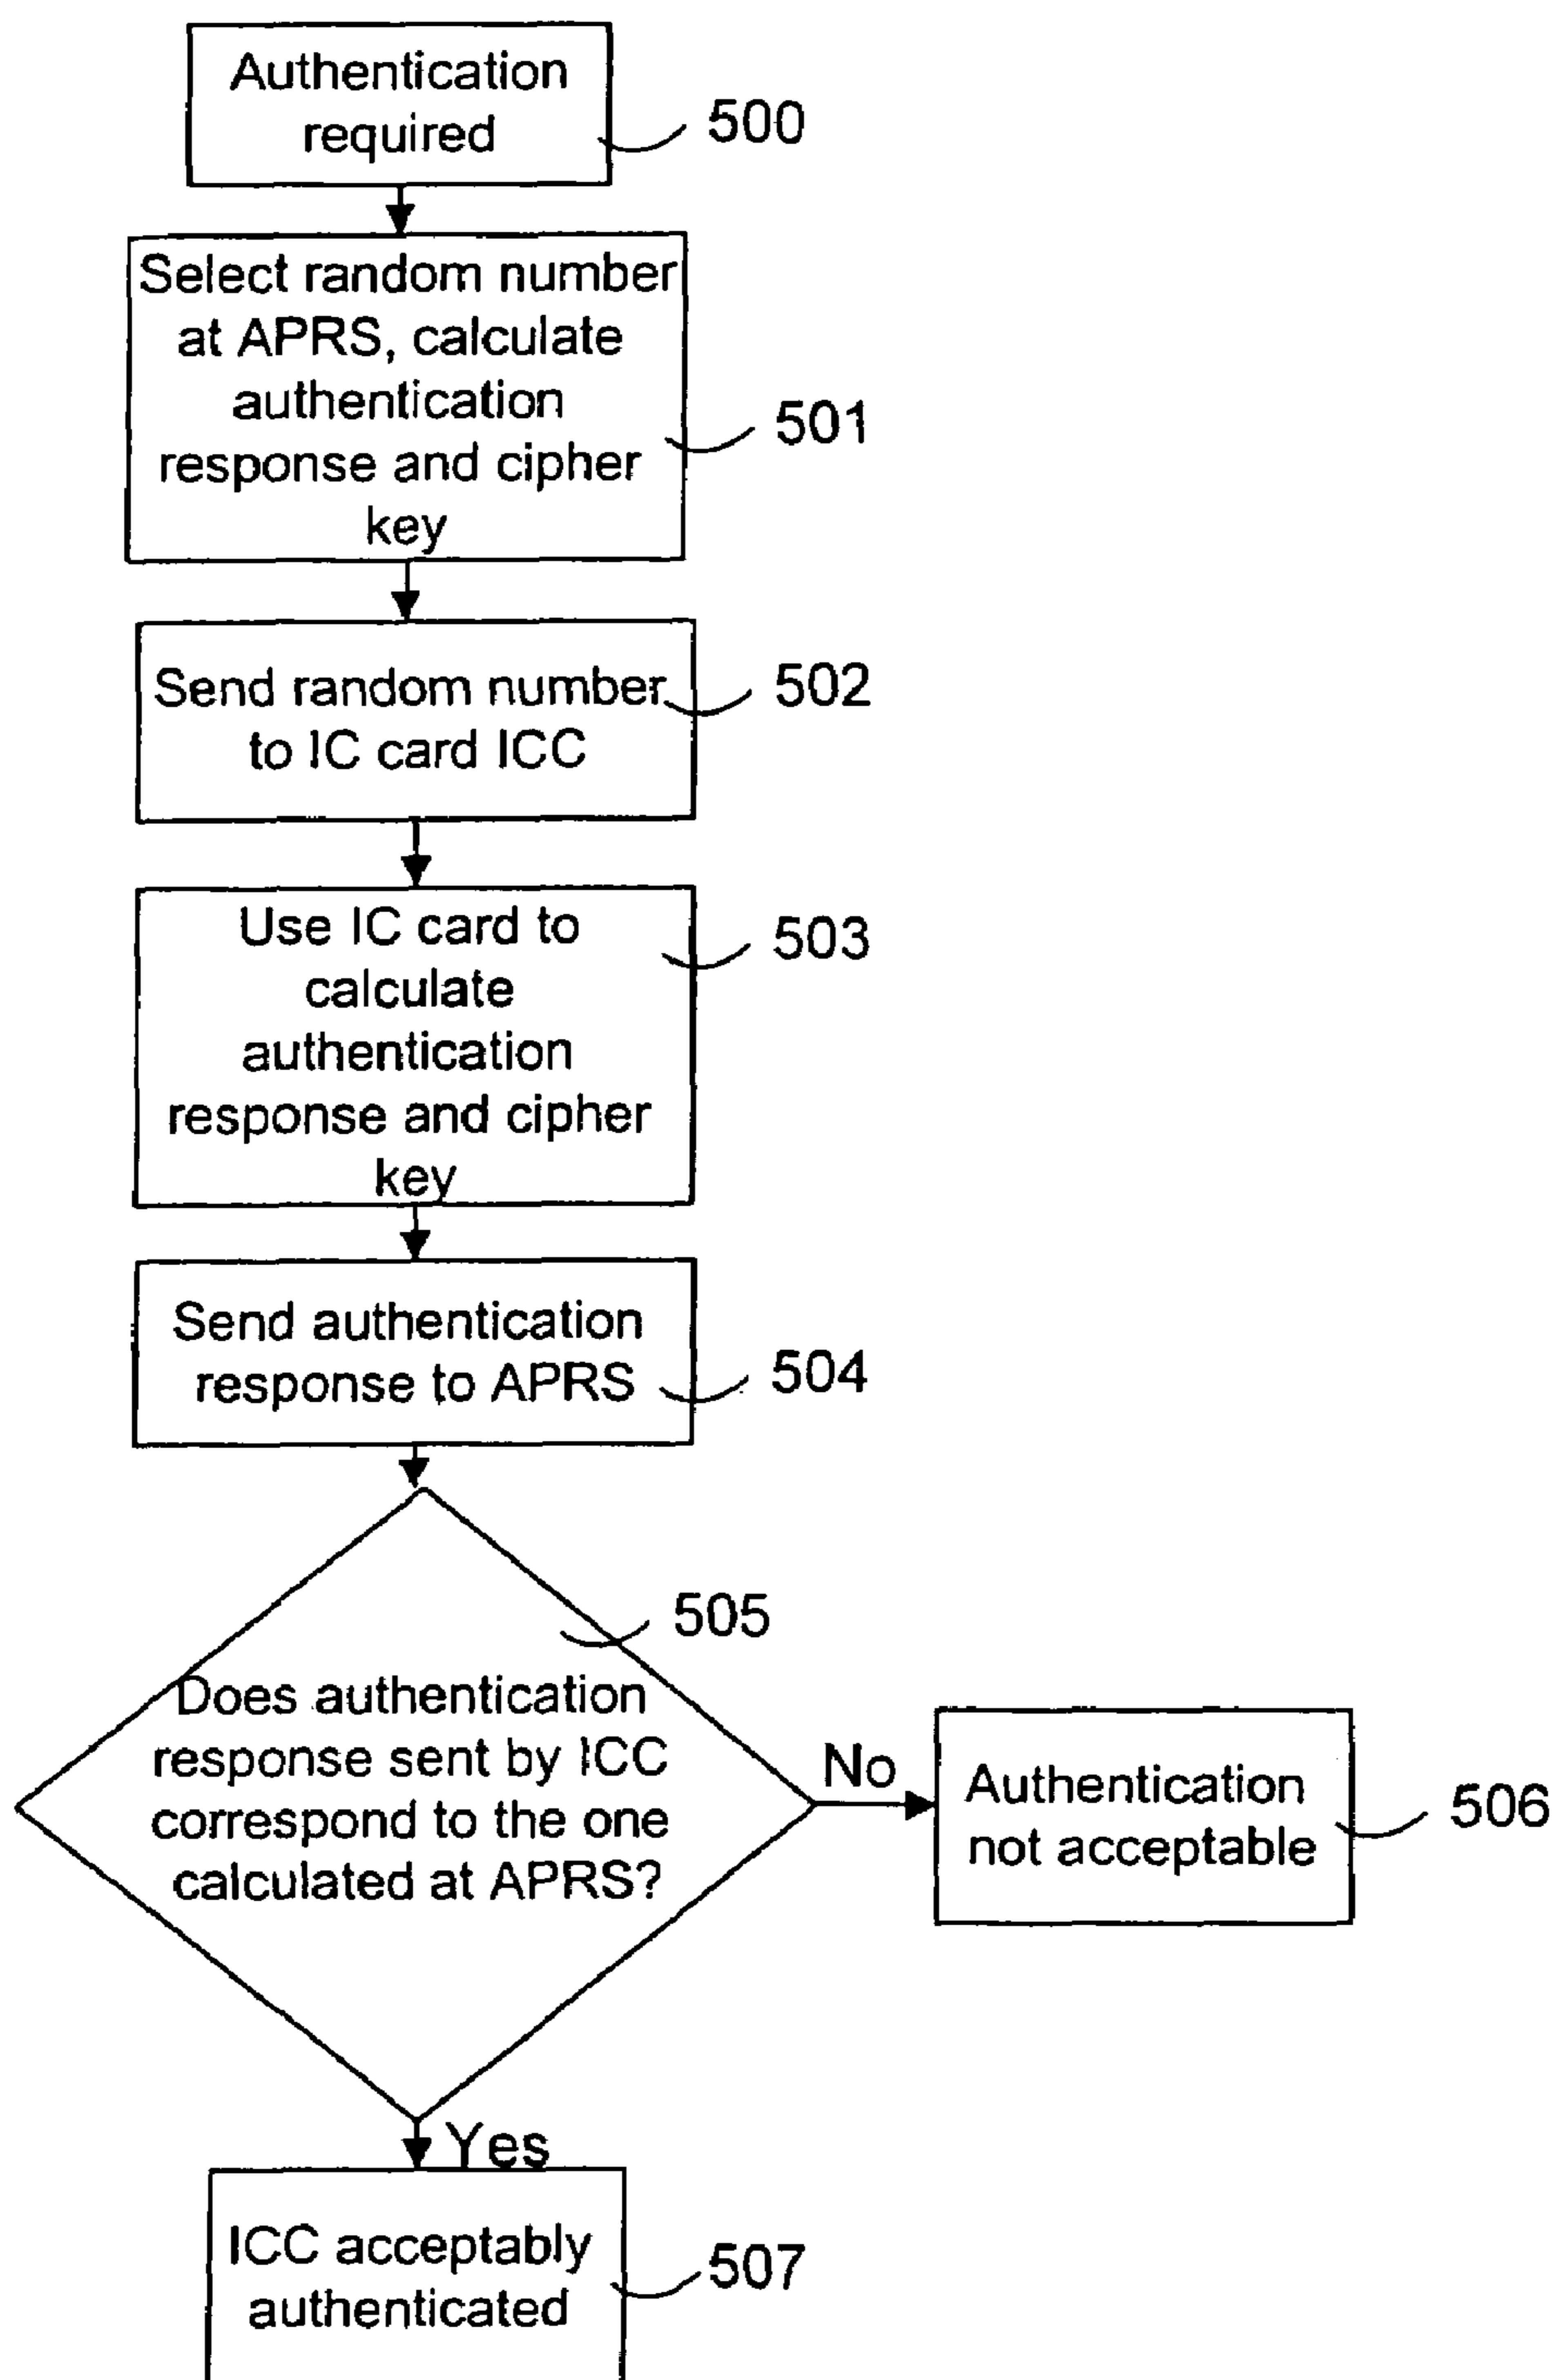 Authentication
required
500
Select random number
at APRS, calculate
authentication
response and cipher
key
501
Send random number
to IC card ICC
502
Use IC card to
calculate
authentication
response and cipher
key
503
Send authentication
response to APRS
504
505
Does authentication
response sent by ICC
correspond to the one
calculated at APRS?
No
Authentication
not acceptable
506
Yes
ICC acceptably
authenticated
507